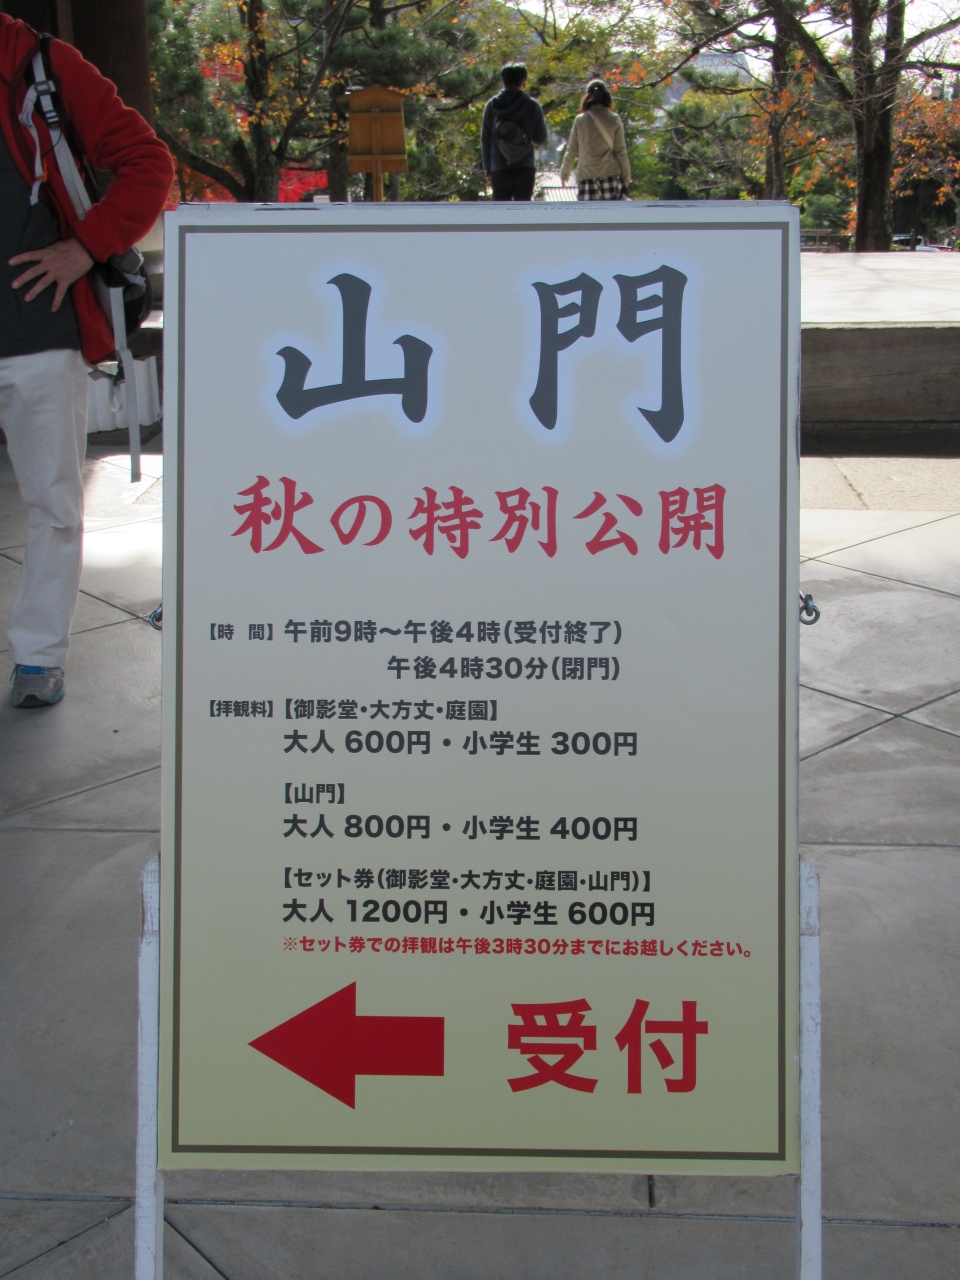 山門
秋の特別公開
【時 間】午前9時～午後4時(受付終了)
午後4時30分(閉門)
【拝観料】【御影堂・大方丈・庭園】
大人 600円・小学生 300円
【山門】
大人 800円・小学生 400円
【セット券(御影堂・大方丈・庭園・山門)】
大人 1200円・小学生 600円
※セット券での拝観は午後3時30分までにお越しください。
受付